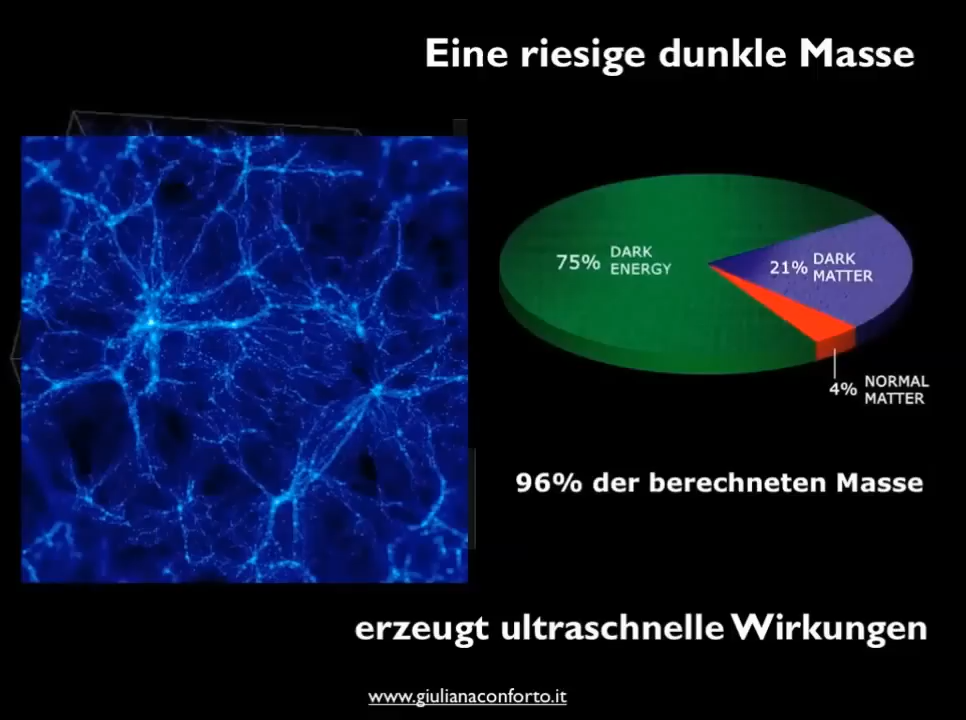 Eine riesige dunkle Masse
75% DARK ENERGY
21% DARK MATTER
4% NORMAL MATTER
96% der berechneten Masse
erzeugt ultraschnelle Wirkungen
www.giulianaconforto.it